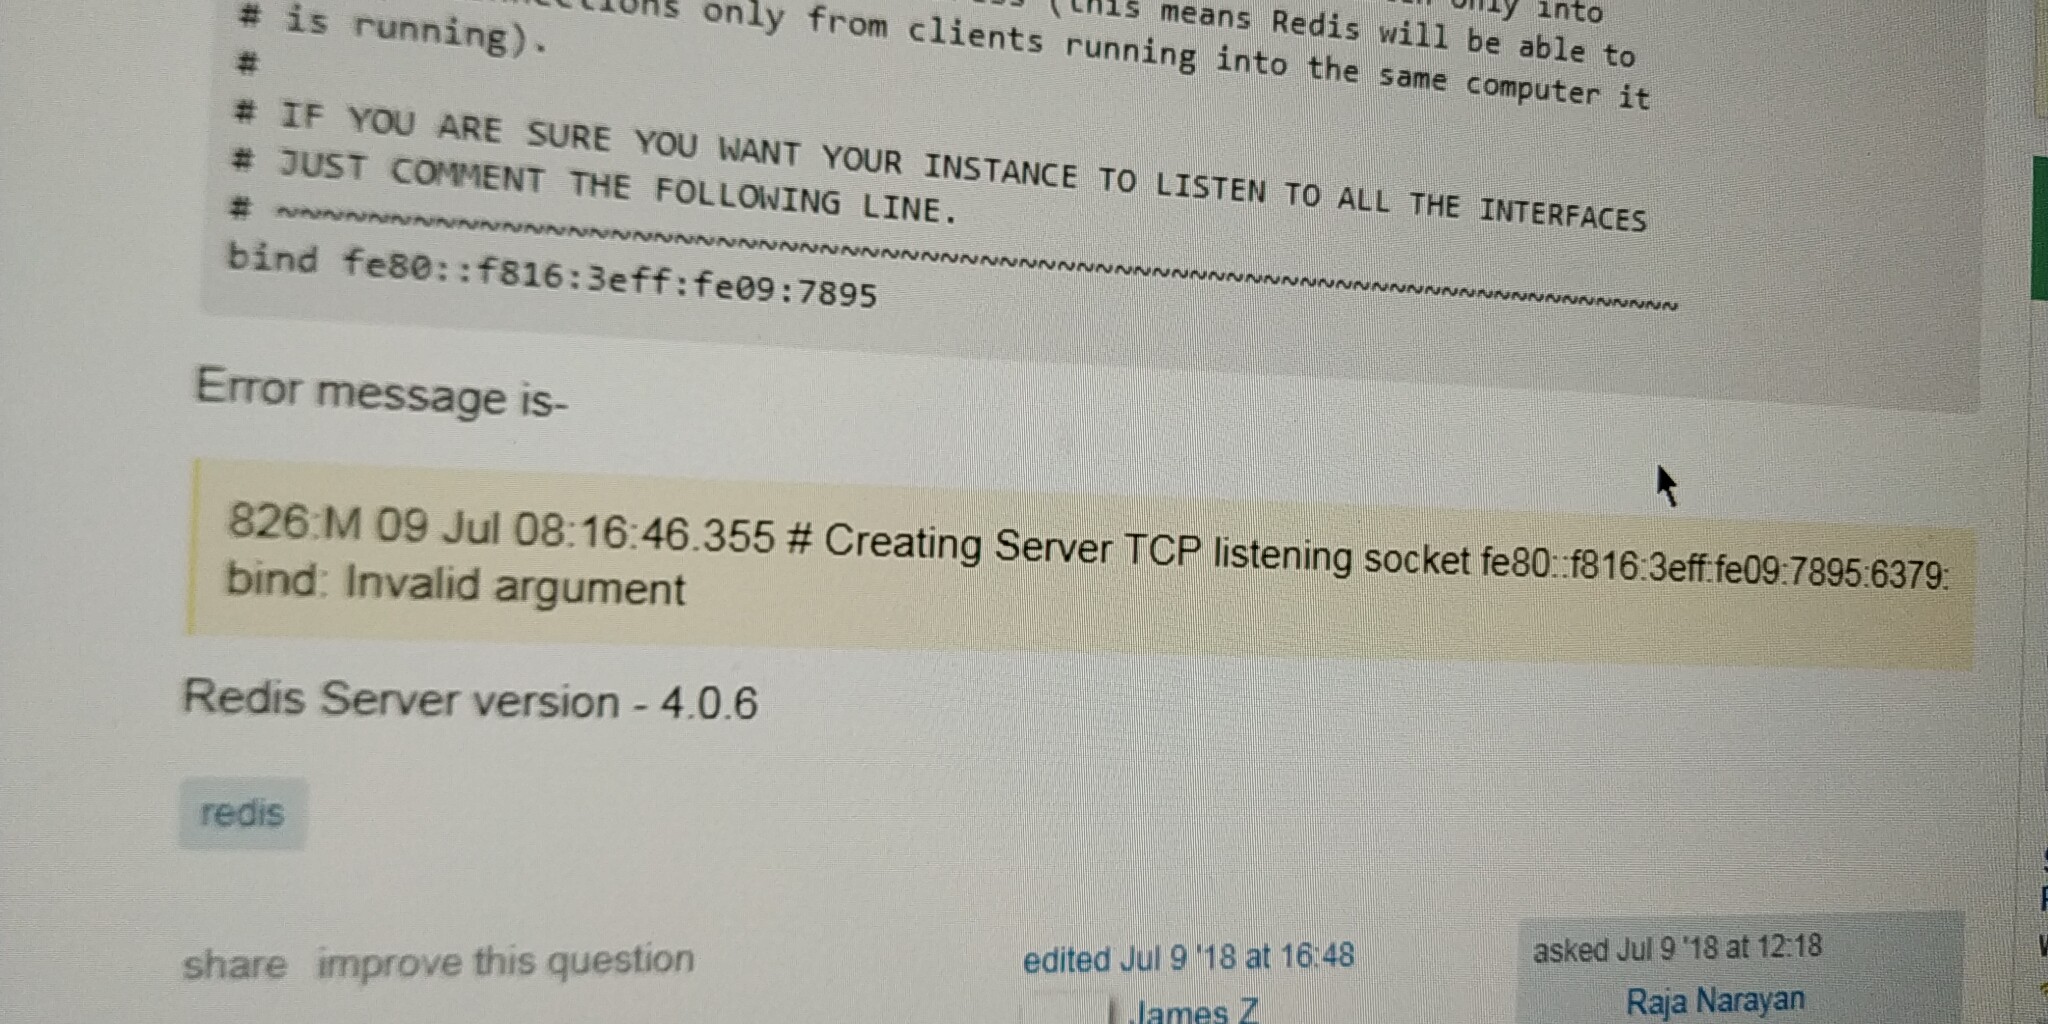 (this means Redis will be able to
only from clients running into the same computer it
# is running).
#
# IF YOU ARE SURE YOU WANT YOUR INSTANCE TO LISTEN TO ALL THE INTERFACES
# JUST COMMENT THE FOLLOWING LINE.
# ~~~~~~~~~~~~~~~~~~~~~~~~~~~~~~~~~~~~~~~~~~~~~~~~~~~~~~~~~~~~~~~~~~~~~~~~
bind fe80::f816:3eff:fe09:7895
Error message is-
826:M 09 Jul 08:16:46.355 # Creating Server TCP listening socket fe80::f816:3eff:fe09:7895:6379:
bind: Invalid argument
Redis Server version - 4.0.6
redis
share improve this question
edited Jul 9 '18 at 16:48
asked Jul 9 '18 at 12:18
James Z
Raja Narayan